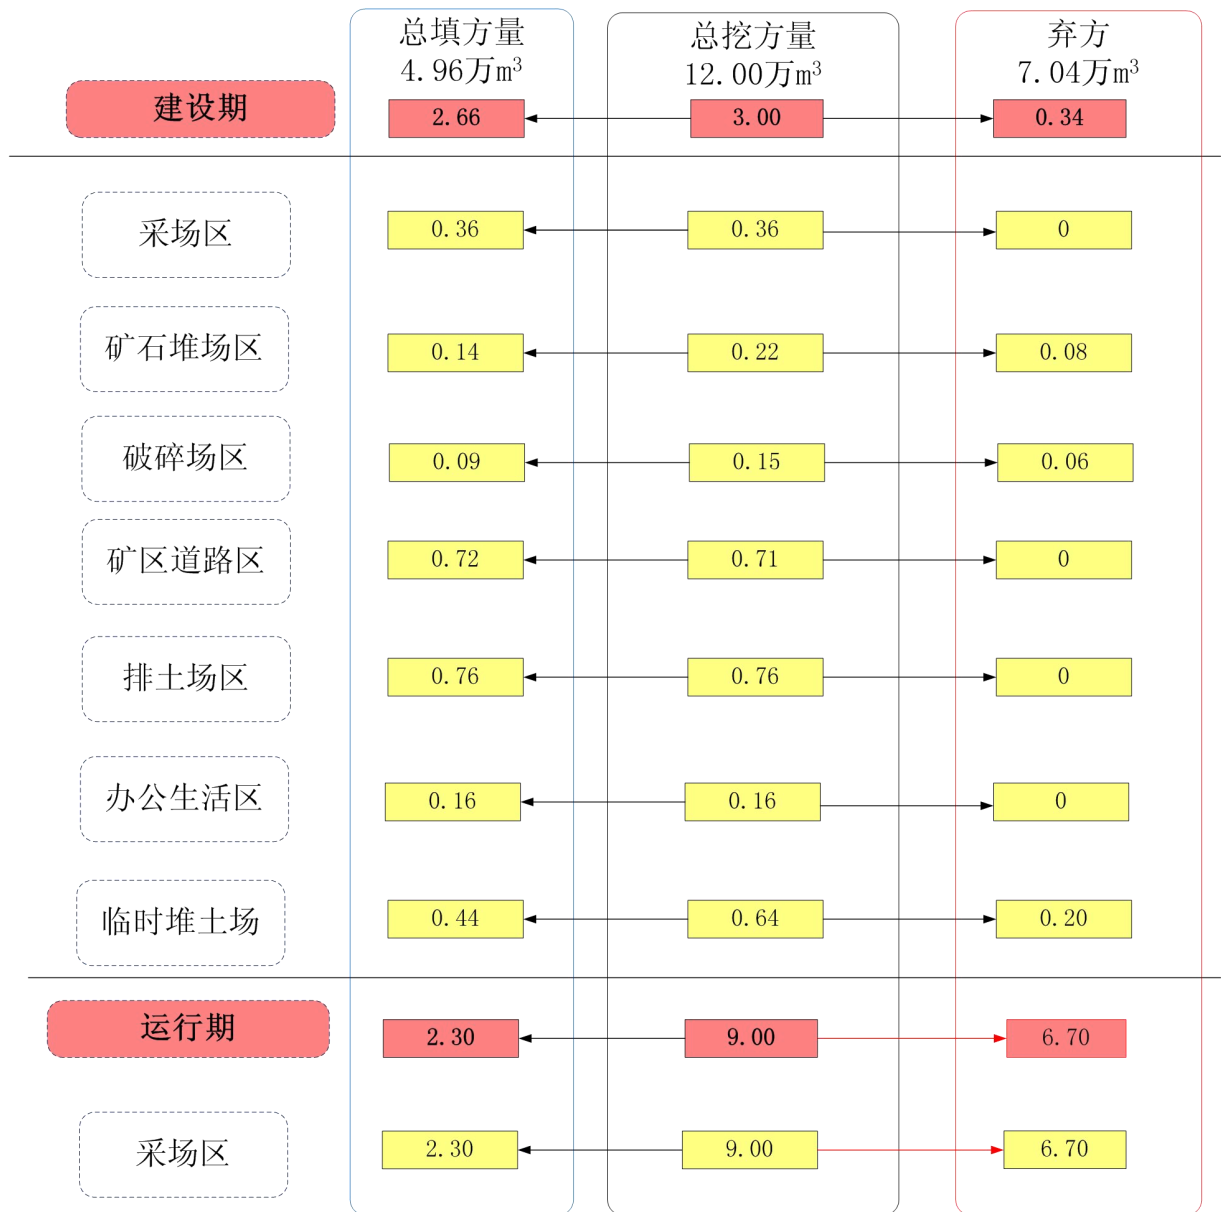 总填方量
4.96万m³
总挖方量
12.00万m³
弃方
7.04万m³
建设期
2.66
3.00
0.34
采场区
0.36
0.36
0
矿石堆场区
0.14
0.22
0.08
破碎场区
0.09
0.15
0.06
矿区道路区
0.72
0.71
0
排土场区
0.76
0.76
0
办公生活区
0.16
0.16
0
临时堆土场
0.44
0.64
0.20
运行期
2.30
9.00
6.70
采场区
2.30
9.00
6.70